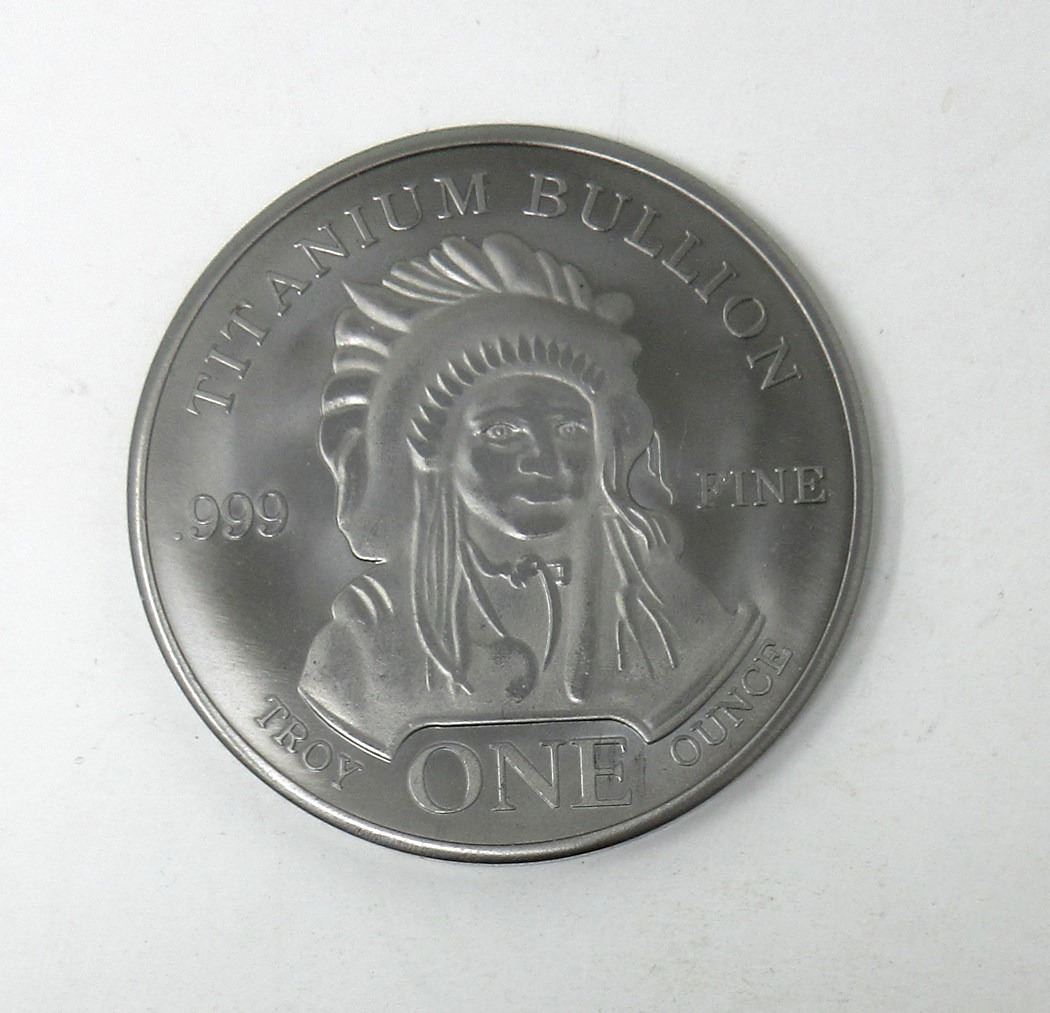 TITANIUM BULLION
.999 FINE
TROY ONE OUNCE